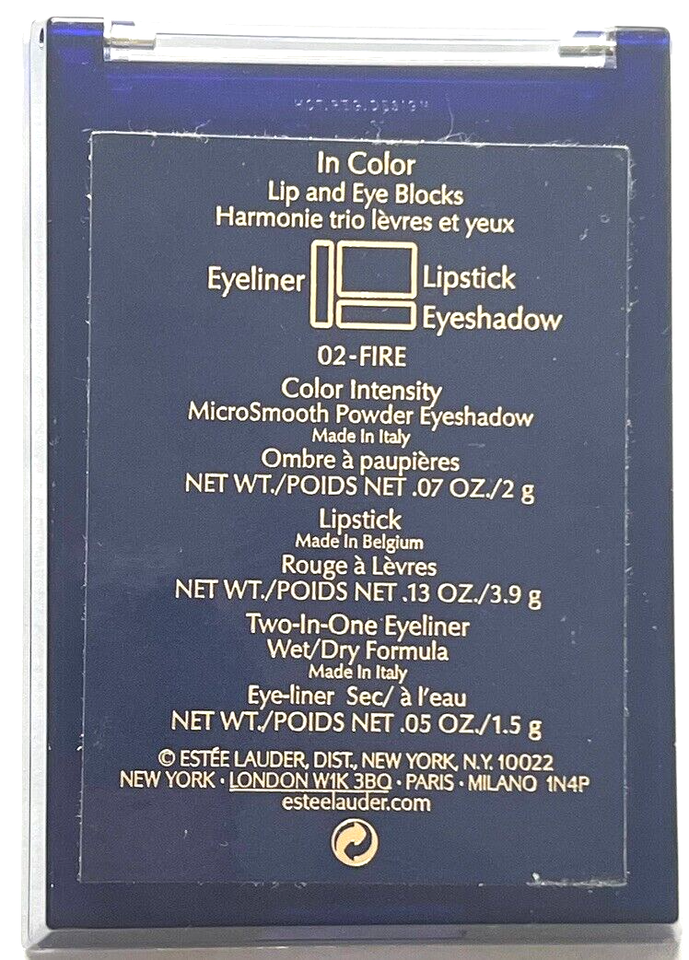 In Color
Lip and Eye Blocks
Harmonie trio lèvres et yeux
Eyeliner Lipstick
Eyeshadow
02-FIRE
Color Intensity
MicroSmooth Powder Eyeshadow
Made In Italy
Ombre à paupières
NET WT./POIDS NET .07 OZ./2 g
Lipstick
Made In Belgium
Rouge à Lèvres
NET WT./POIDS NET .13 OZ./3.9 g
Two-In-One Eyeliner
Wet/Dry Formula
Made In Italy
Eye-liner Sec/ à l'eau
NET WT./POIDS NET .05 OZ./1.5 g
© ESTÉE LAUDER, DIST., NEW YORK, N.Y. 10022
NEW YORK · LONDON W1K 3BQ · PARIS · MILANO 1N4P
esteelauder.com